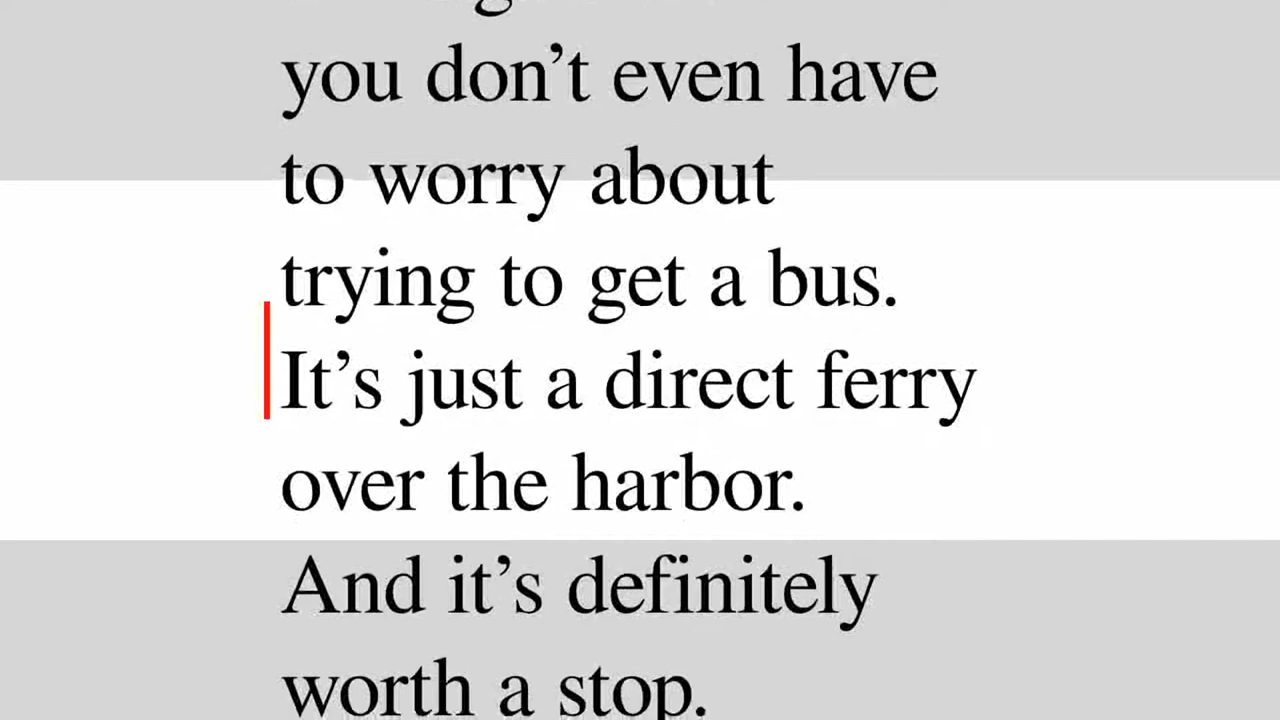 you don’t even have
to worry about
trying to get a bus.
It’s just a direct ferry
over the harbor.
And it’s definitely
worth a stop.